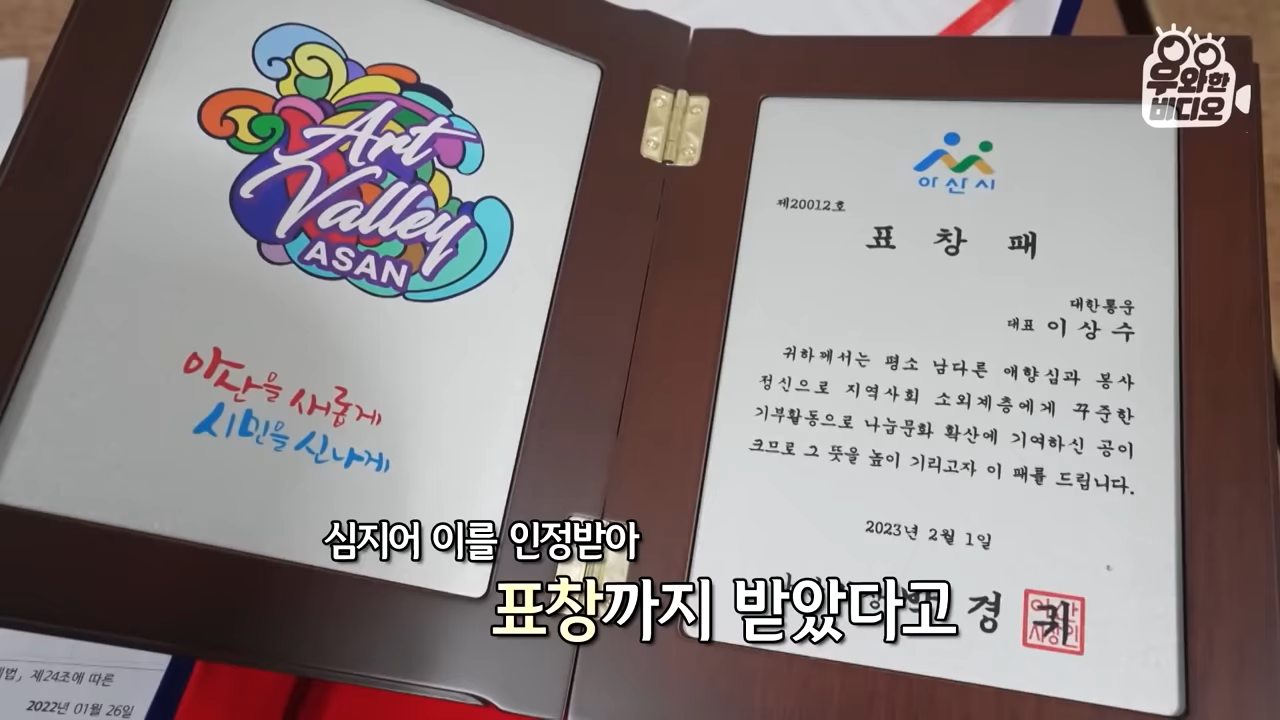 Art
Valley
ASAN
아산을 새롭게
시민을 신나게
우와한
비디오
아산시
제20012호
표창패
대한통운
대표 이상수
귀하께서는 평소 남다른 애향심과 봉사
정신으로 지역사회 소외계층에게 꾸준한
기부활동으로 나눔문화 확산에 기여하신 공이
크므로 그 뜻을 높이 기리고자 이 패를 드립니다.
2023년 2월 1일
경 귀
심지어 이를 인정받아
표창까지 받았다고
제24조에 따른
2022년 01월 26일